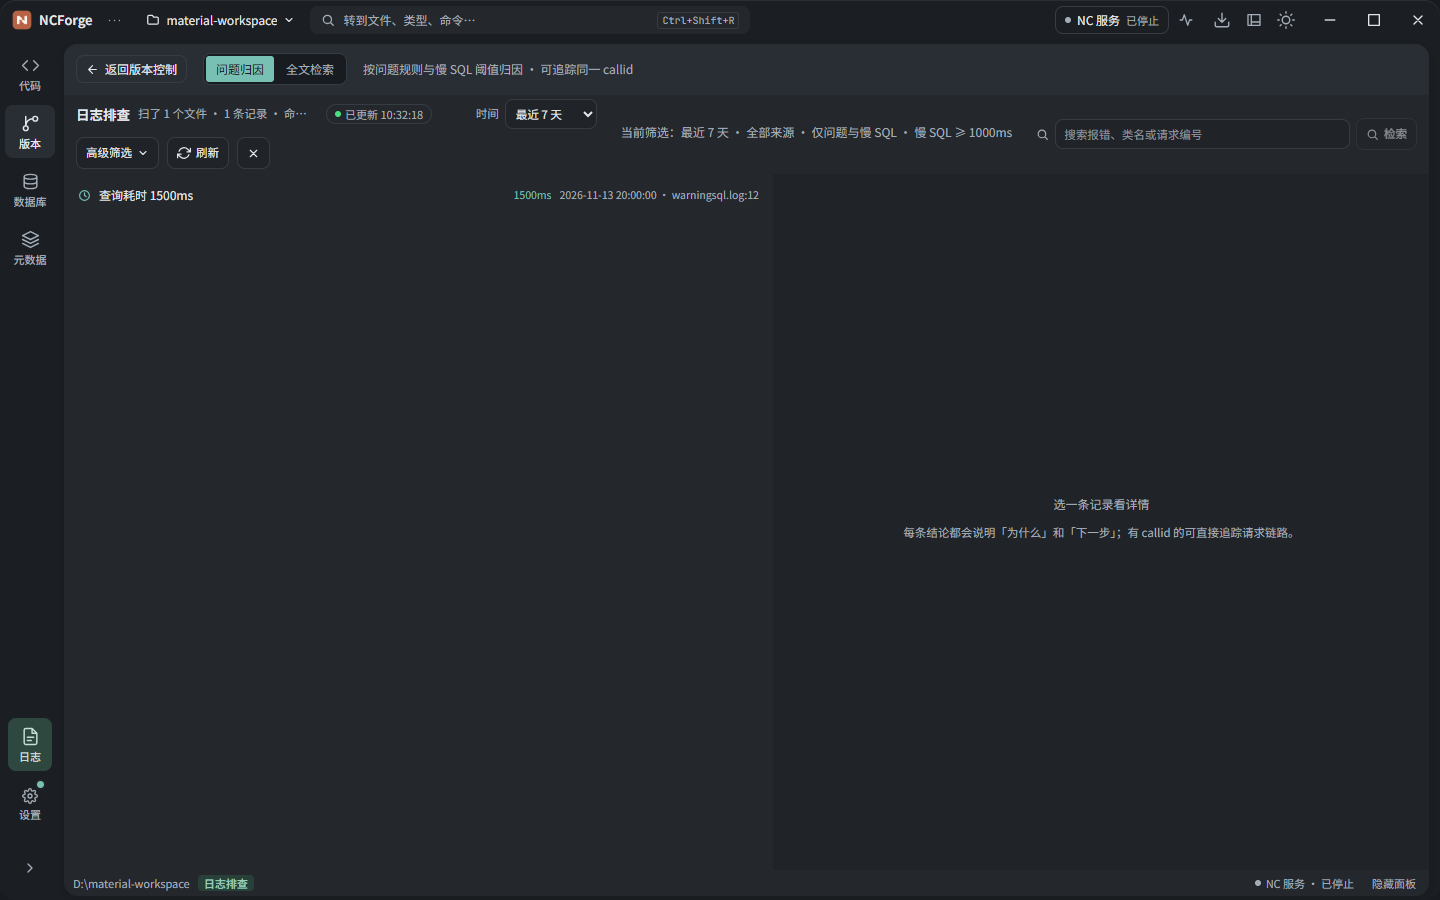 NCForge ··· material-workspace 转到文件、类型、命令… Ctrl+Shift+R NC 服务 已停止
代码
版本
数据库
元数据
日志
设置
返回版本控制 问题归因 全文检索 按问题规则与慢 SQL 阈值归因 · 可追踪同一 callid
日志排查 扫了 1 个文件 · 1 条记录 · 命… 已更新 10:32:18 时间 最近 7 天
当前筛选：最近 7 天 · 全部来源 · 仅问题与慢 SQL · 慢 SQL ≥ 1000ms 搜索报错、类名或请求编号 检索
高级筛选 刷新
查询耗时 1500ms 1500ms 2026-11-13 20:00:00 · warningsql.log:12
选一条记录看详情
每条结论都会说明「为什么」和「下一步」；有 callid 的可直接追踪请求链路。
D:\material-workspace 日志排查 NC 服务 · 已停止 隐藏面板